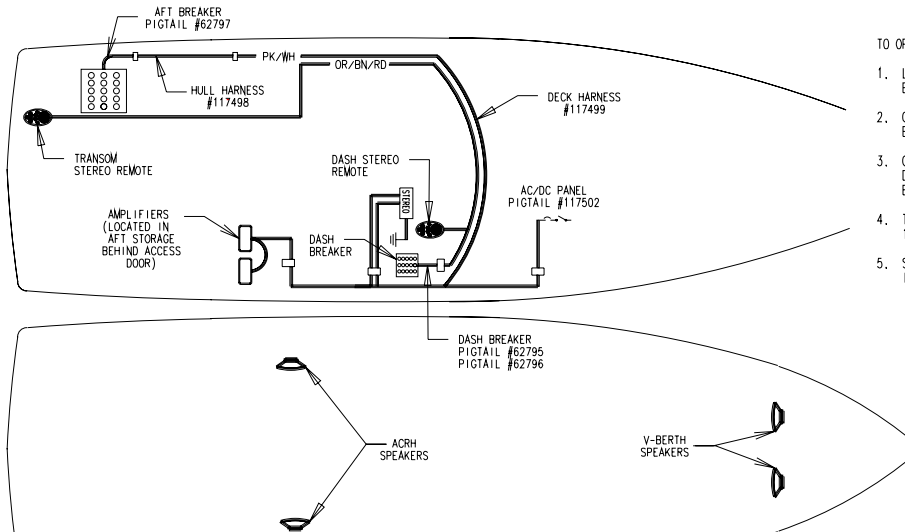 AFT BREAKER
PIGTAIL #62797
PK/WH
OR/BN/RD
HULL HARNESS
#117498
DECK HARNESS
#117499
TRANSOM
STEREO REMOTE
DASH STEREO
REMOTE
STEREO
AC/DC PANEL
PIGTAIL #117502
AMPLIFIERS
(LOCATED IN
AFT STORAGE
BEHIND ACCESS
DOOR)
DASH
BREAKER
DASH BREAKER
PIGTAIL #62795
PIGTAIL #62796
ACRH
SPEAKERS
V-BERTH
SPEAKERS
TO
1.
2.
3.
4.
5.